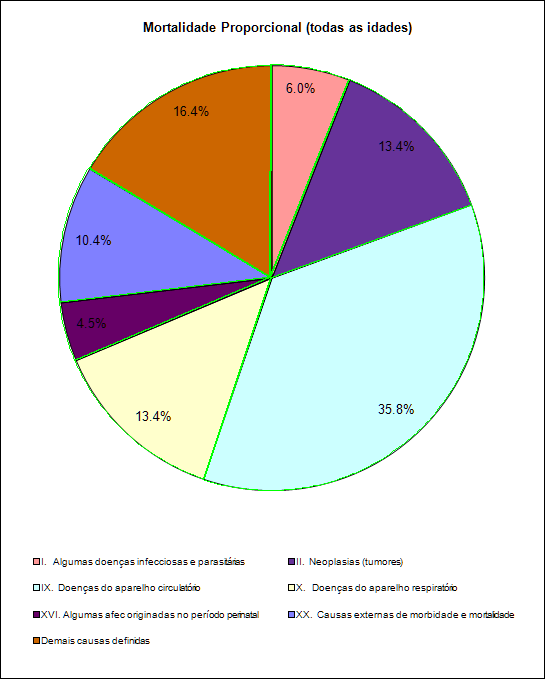 Mortalidade Proporcional (todas as idades)
6.0%
16.4%
13.4%
10.4%
4.5%
35.8%
13.4%
I. Algumas doenças infecciosas e parasitárias
II. Neoplasias (tumores)
IX. Doenças do aparelho circulatório
X. Doenças do aparelho respiratório
XVI. Algumas afec originadas no período perinatal
XX. Causas externas de morbidade e mortalidade
Demais causas definidas